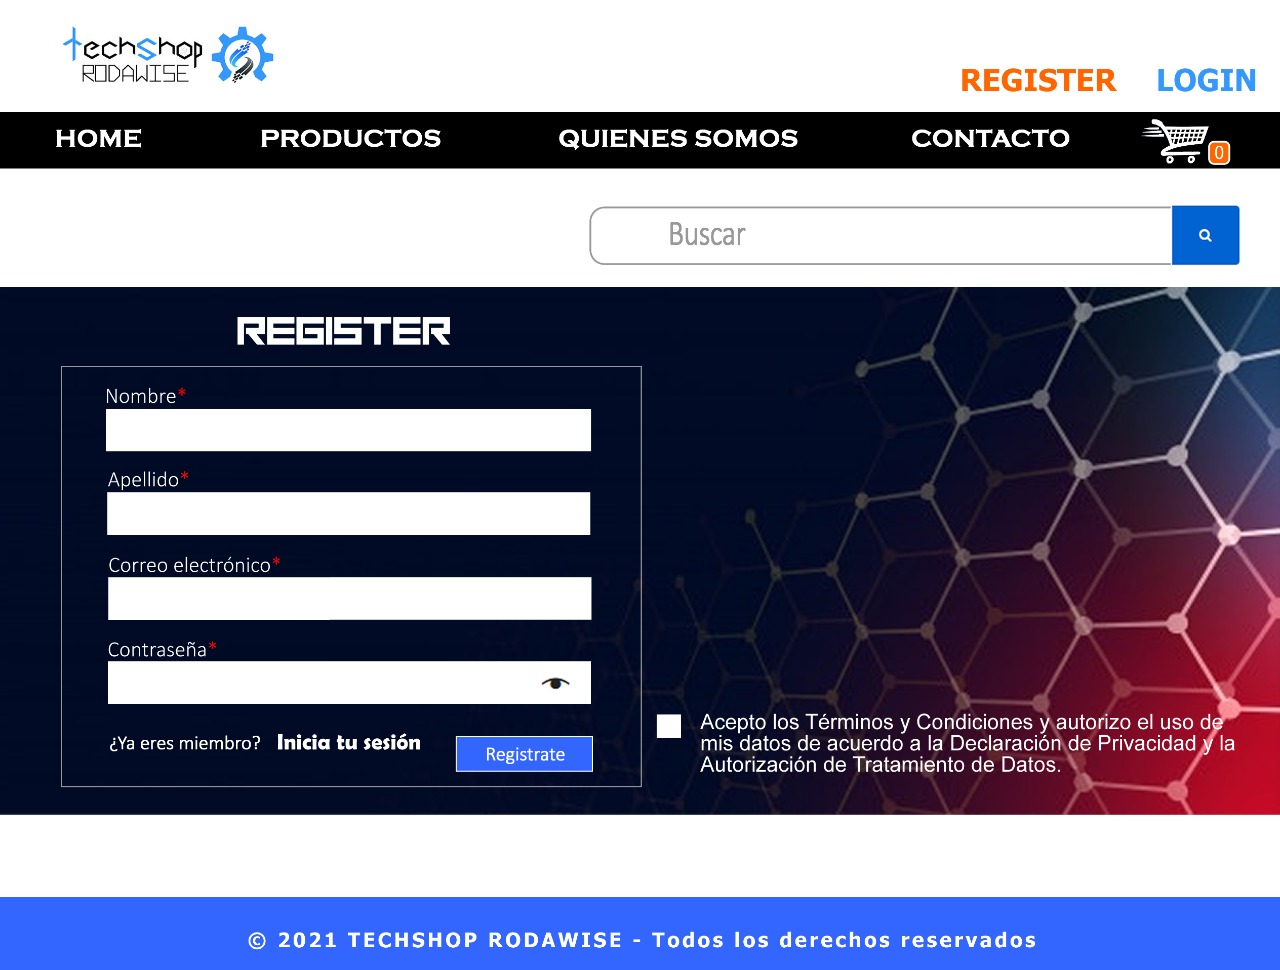 techshop
RODAWISE
REGISTER LOGIN
HOME PRODUCTOS QUIENES SOMOS CONTACTO 0
Buscar
REGISTER
Nombre*
Apellido*
Correo electrónico*
Contraseña*
¿Ya eres miembro? Inicia tu sesión Registrate
Acepto los Términos y Condiciones y autorizo el uso de
mis datos de acuerdo a la Declaración de Privacidad y la
Autorización de Tratamiento de Datos.
© 2021 TECHSHOP RODAWISE - Todos los derechos reservados